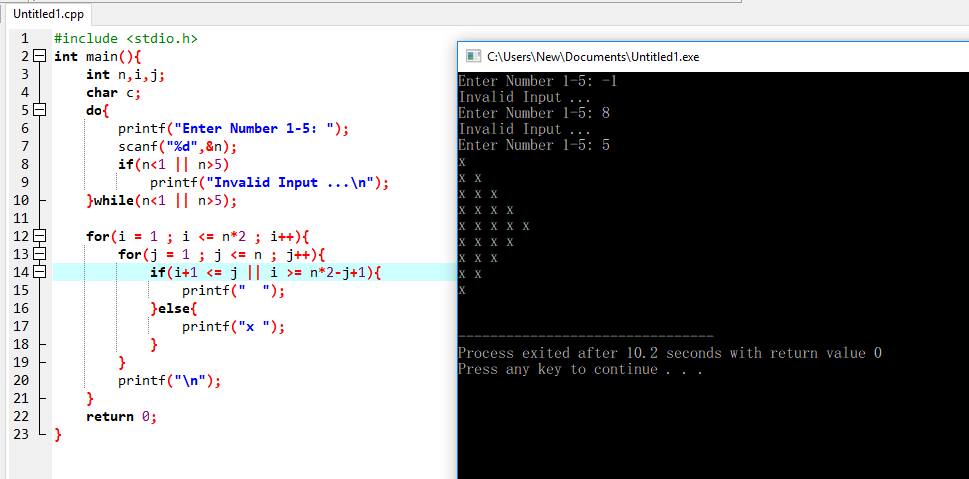 Untitled1.cpp
1 #include <stdio.h>
2 int main(){
3 int n,i,j;
4 char c;
5 do{
6 printf("Enter Number 1-5: ");
7 scanf("%d",&n);
8 if(n<1 || n>5)
9 printf("Invalid Input ...\n");
10 }while(n<1 || n>5);
11
12 for(i = 1 ; i <= n*2 ; i++){
13 for(j = 1 ; j <= n ; j++){
14 if(i+1 <= j || i >= n*2-j+1){
15 printf("  ");
16 }else{
17 printf("x ");
18 }
19 }
20 printf("\n");
21 }
22 return 0;
23 }
C:\Users\New\Documents\Untitled1.exe
Enter Number 1-5: -1
Invalid Input ...
Enter Number 1-5: 8
Invalid Input ...
Enter Number 1-5: 5
x
x x
x x x
x x x x
x x x x x
x x x x
x x x
x x
x
--------------------------------
Process exited after 10.2 seconds with return value 0
Press any key to continue . . .